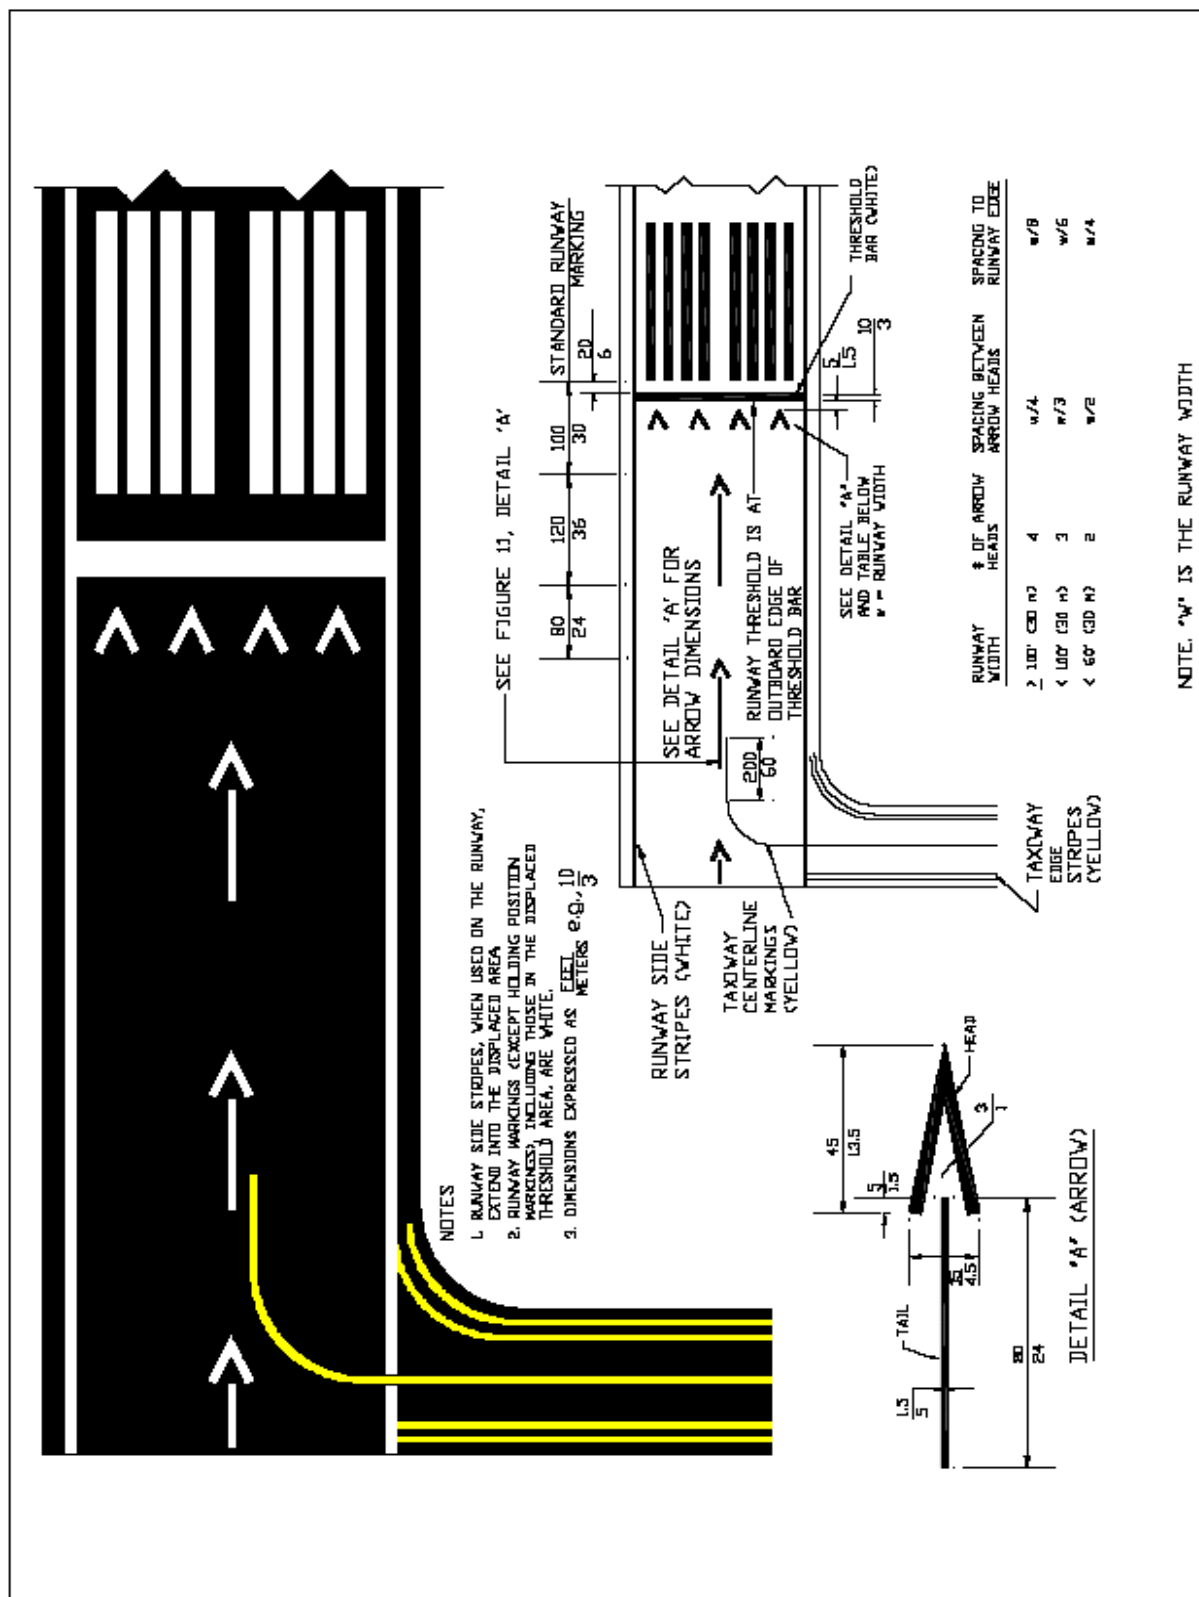 SEE FIGURE 11, DETAIL 'A'
80
24
120
36
100
30
20
6
STANDARD RUNWAY
MARKING
SEE DETAIL 'A' FOR
ARROW DIMENSIONS
RUNWAY THRESHOLD IS AT
OUTBOARD EDGE OF
THRESHOLD BAR
200
60
SEE DETAIL "A"
AND TABLE BELOW
W = RUNWAY WIDTH
5
1.5
10
3
THRESHOLD
BAR (WHITE)
NOTES
1. RUNWAY SIDE STRIPES, WHEN USED ON THE RUNWAY,
EXTEND INTO THE DISPLACED AREA
2. RUNWAY MARKINGS (EXCEPT HOLDING POSITION
MARKINGS), INCLUDING THOSE IN THE DISPLACED
THRESHOLD AREA, ARE WHITE.
3. DIMENSIONS EXPRESSED AS FEET
METERS e.g., 10
3
RUNWAY SIDE
STRIPES (WHITE)
TAXIWAY
CENTERLINE
MARKINGS
(YELLOW)
TAXIWAY
EDGE
STRIPES
(YELLOW)
RUNWAY
WIDTH
# OF ARROW
HEADS
SPACING BETWEEN
ARROW HEADS
SPACING TO
RUNWAY EDGE
≥ 100' (30 M) 4 w/4 w/8
< 100' (30 M) 3 w/3 w/6
< 60' (30 M) 2 w/2 w/4
NOTE. "W" IS THE RUNWAY WIDTH
45
13.5
5
1.5
HEAD
3
1
4.5
TAIL
1.5
5
80
24
DETAIL "A" (ARROW)